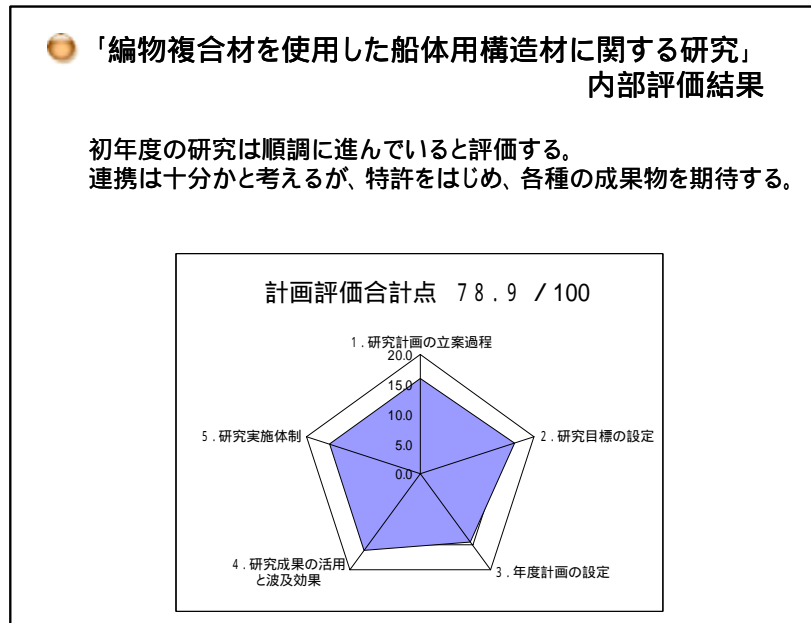 「編物複合材を使用した船体用構造材に関する研究」
内部評価結果
初年度の研究は順調に進んでいると評価する。
連携は十分かと考えるが、特許をはじめ、各種の成果物を期待する。
計画評価合計点 78.9 /100
1.研究計画の立案過程
20.0
15.0
10.0
5.0
0.0
2.研究目標の設定
3.年度計画の設定
4.研究成果の活用
と波及効果
5.研究実施体制